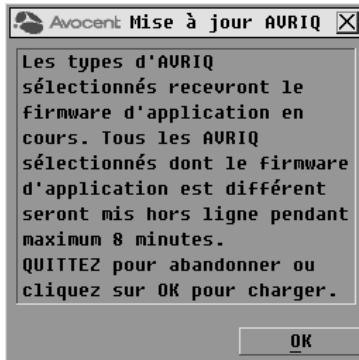 Avocent Mise à jour AVRIQ
Les types d'AVRIQ
sélectionnés recevront le
firmware d'application en
cours. Tous les AVRIQ
sélectionnés dont le firmware
d'application est différent
seront mis hors ligne pendant
maximum 8 minutes.
QUITTEZ pour abandonner ou
cliquez sur OK pour charger.
OK